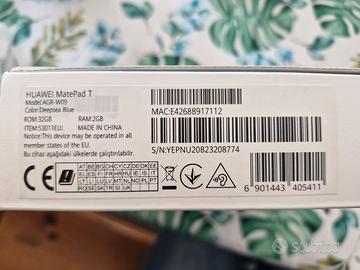 HUAWEI MatePad T
Model:AGR-W09
Color:Deepsea Blue
ROM:32GB RAM:2GB
ITEM:53011EUJ MADE IN CHINA
Notice:This device may be operated in all
member states of the EU.
Bu cihaz aşağıdaki ülkelerde çalıştırılabilir.
MAC:E4268B917112
S/N:YEPNU20B23208774
6 901443 405411
subito